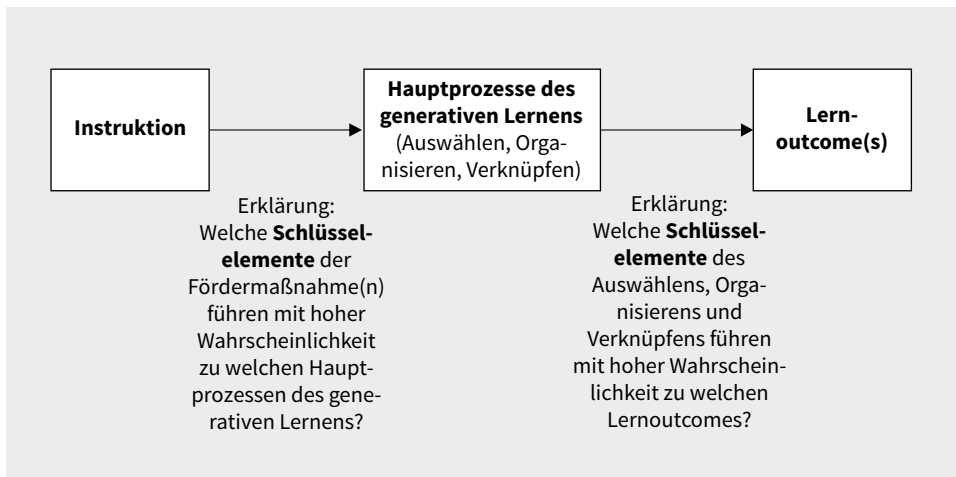 Instruktion
Hauptprozesse des
generativen Lernens
(Auswählen, Orga-
nisieren, Verknüpfen)
Lern-
outcome(s)
Erklärung:
Welche Schlüssel-
elemente der
Fördermaßnahme(n)
führen mit hoher
Wahrscheinlichkeit
zu welchen Haupt-
prozessen des gene-
rativen Lernens?
Erklärung:
Welche Schlüssel-
elemente des
Auswählens, Orga-
nisierens und
Verknüpfens führen
mit hoher Wahrschein-
lichkeit zu welchen
Lernoutcomes?